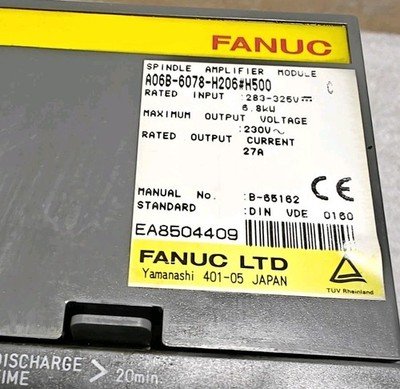 FANUC
SPINDLE AMPLIFIER MODULE
A06B-6078-H206#H500 C
RATED INPUT :283-325V⎓
6.8kW
MAXIMUM OUTPUT VOLTAGE
:230V~
RATED OUTPUT CURRENT
27A
MANUAL No. :B-65162
STANDARD :DIN VDE 0160
CE
EA8504409
FANUC LTD
Yamanashi 401-05 JAPAN
TUV Rheinland
DISCHARGE
TIME > 20min.